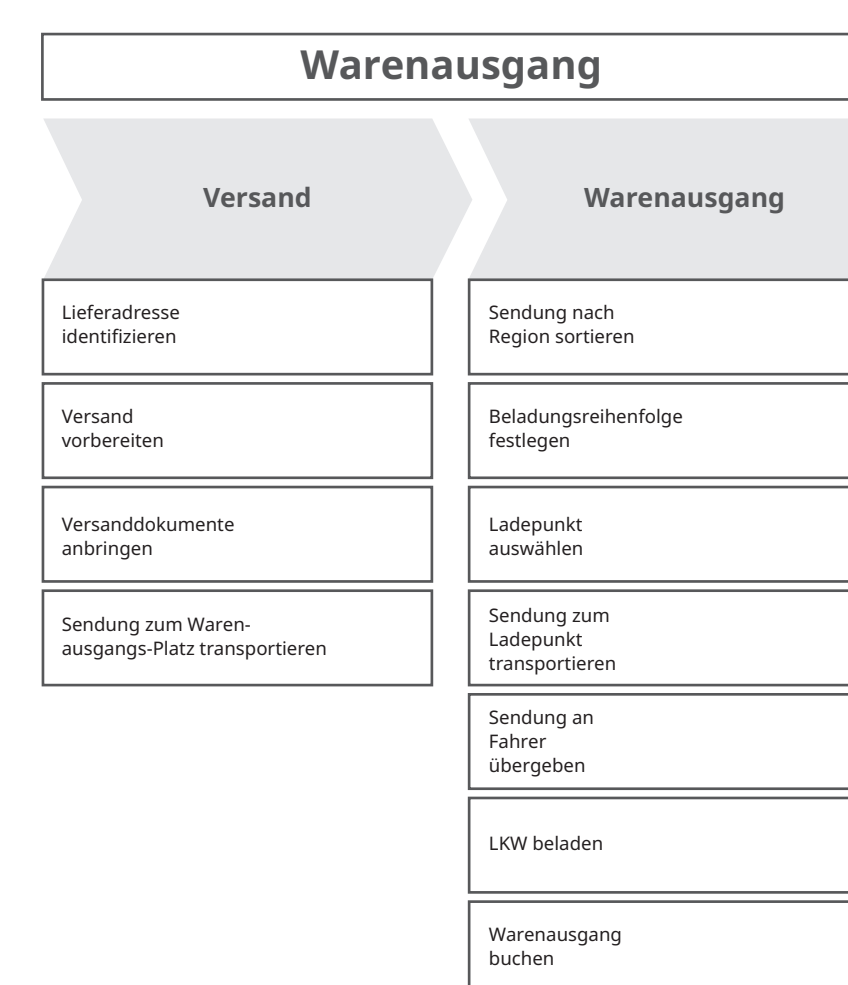 Warenausgang
Versand
Lieferadresse
identifizieren
Versand
vorbereiten
Versanddokumente
anbringen
Sendung zum Waren-
ausgangs-Platz transportieren
Warenausgang
Sendung nach
Region sortieren
Beladungsreihenfolge
festlegen
Ladepunkt
auswählen
Sendung zum
Ladepunkt
transportieren
Sendung an
Fahrer
übergeben
LKW beladen
Warenausgang
buchen